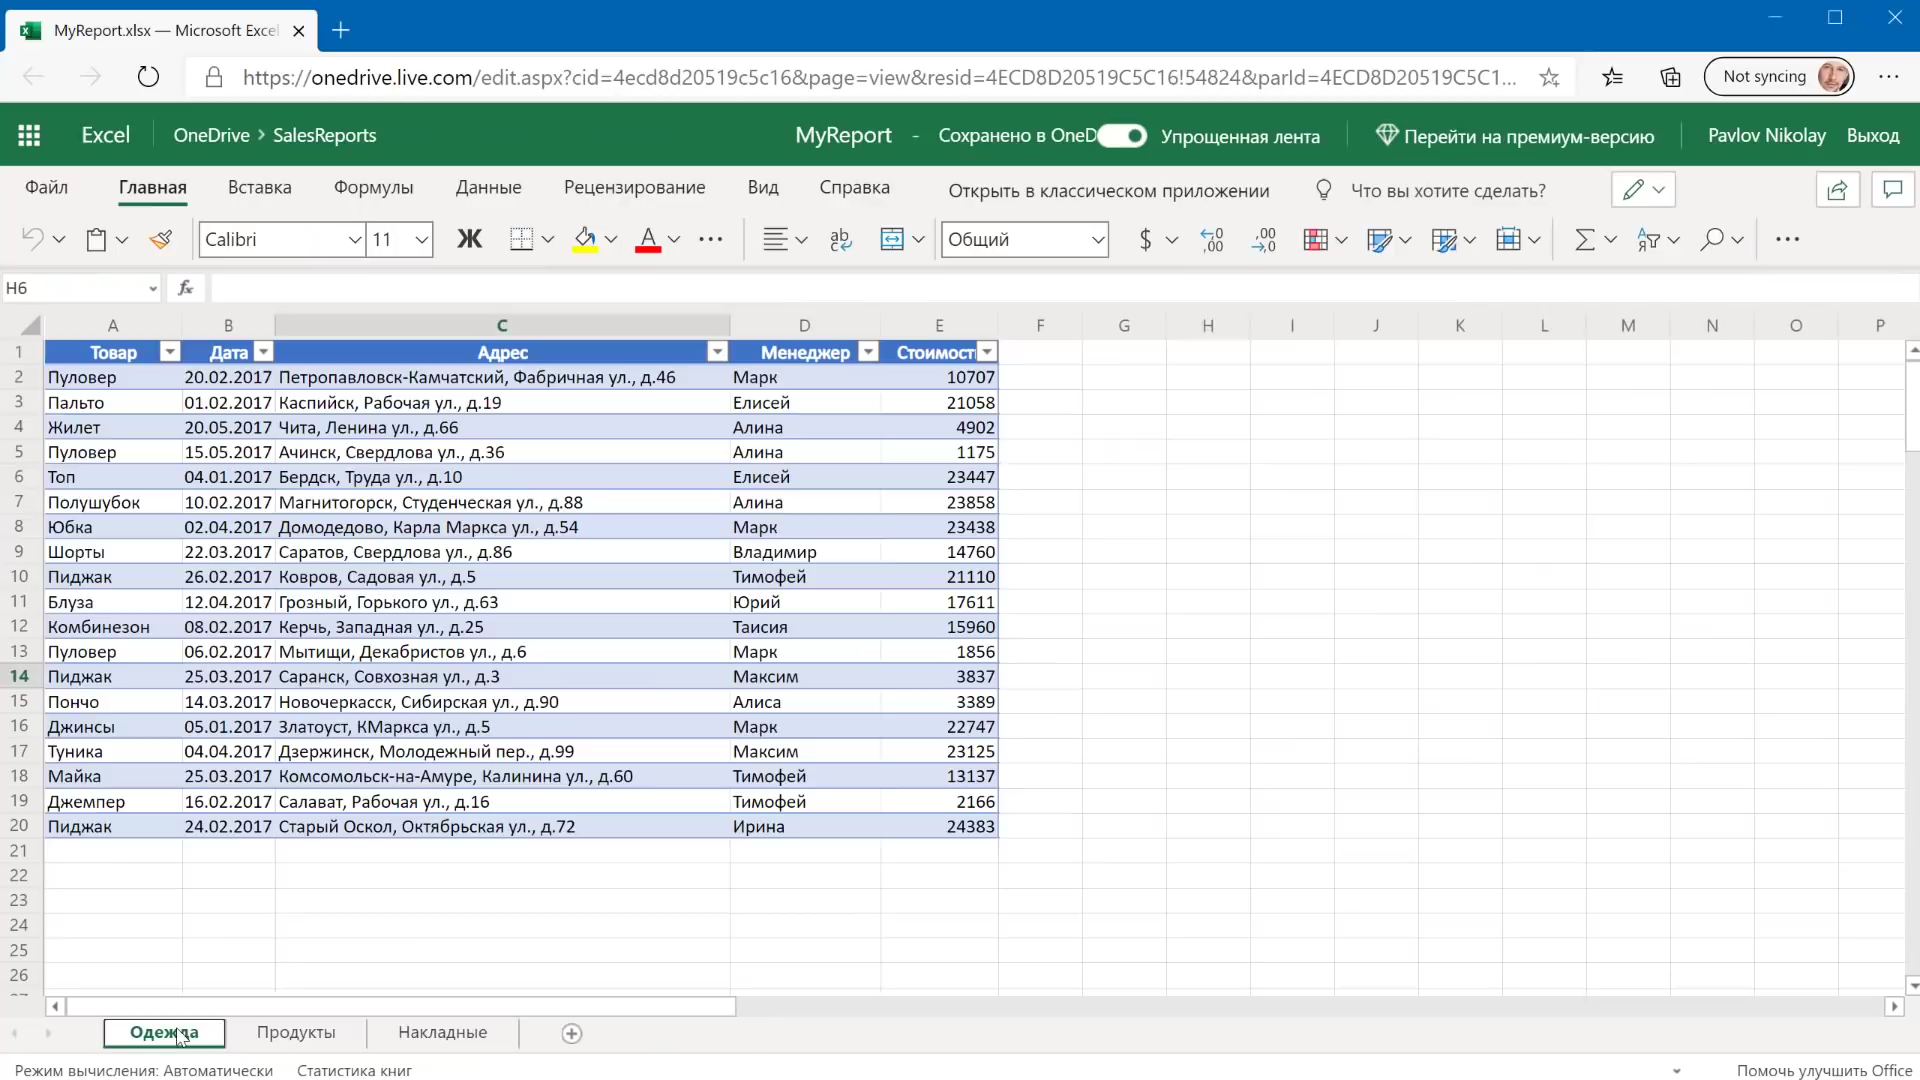 MyReport.xlsx — Microsoft Excel
https://onedrive.live.com/edit.aspx?cid=4ecd8d20519c5c16&page=view&resid=4ECD8D20519C5C16!54824&parId=4ECD8D20519C5C1...
Not syncing
Excel OneDrive > SalesReports MyReport - Сохранено в OneD Упрощенная лента Перейти на премиум-версию Pavlov Nikolay Выход
Файл Главная Вставка Формулы Данные Рецензирование Вид Справка Открыть в классическом приложении Что вы хотите сделать?
Calibri 11 Ж A ab Общий $ ,00 ,00
H6 fx
A B C D E F G H I J K L M N O P
1 Товар Дата Адрес Менеджер Стоимост
2 Пуловер 20.02.2017 Петропавловск-Камчатский, Фабричная ул., д.46 Марк 10707
3 Пальто 01.02.2017 Каспийск, Рабочая ул., д.19 Елисей 21058
4 Жилет 20.05.2017 Чита, Ленина ул., д.66 Алина 4902
5 Пуловер 15.05.2017 Ачинск, Свердлова ул., д.36 Алина 1175
6 Топ 04.01.2017 Бердск, Труда ул., д.10 Елисей 23447
7 Полушубок 10.02.2017 Магнитогорск, Студенческая ул., д.88 Алина 23858
8 Юбка 02.04.2017 Домодедово, Карла Маркса ул., д.54 Марк 23438
9 Шорты 22.03.2017 Саратов, Свердлова ул., д.86 Владимир 14760
10 Пиджак 26.02.2017 Ковров, Садовая ул., д.5 Тимофей 21110
11 Блуза 12.04.2017 Грозный, Горького ул., д.63 Юрий 17611
12 Комбинезон 08.02.2017 Керчь, Западная ул., д.25 Таисия 15960
13 Пуловер 06.02.2017 Мытищи, Декабристов ул., д.6 Марк 1856
14 Пиджак 25.03.2017 Саранск, Совхозная ул., д.3 Максим 3837
15 Пончо 14.03.2017 Новочеркасск, Сибирская ул., д.90 Алиса 3389
16 Джинсы 05.01.2017 Златоуст, КМаркса ул., д.5 Марк 22747
17 Туника 04.04.2017 Дзержинск, Молодежный пер., д.99 Максим 23125
18 Майка 25.03.2017 Комсомольск-на-Амуре, Калинина ул., д.60 Тимофей 13137
19 Джемпер 16.02.2017 Салават, Рабочая ул., д.16 Тимофей 2166
20 Пиджак 24.02.2017 Старый Оскол, Октябрьская ул., д.72 Ирина 24383
21
22
23
24
25
26
Одежда Продукты Накладные
Режим вычисления: Автоматически Статистика книг Помочь улучшить Office